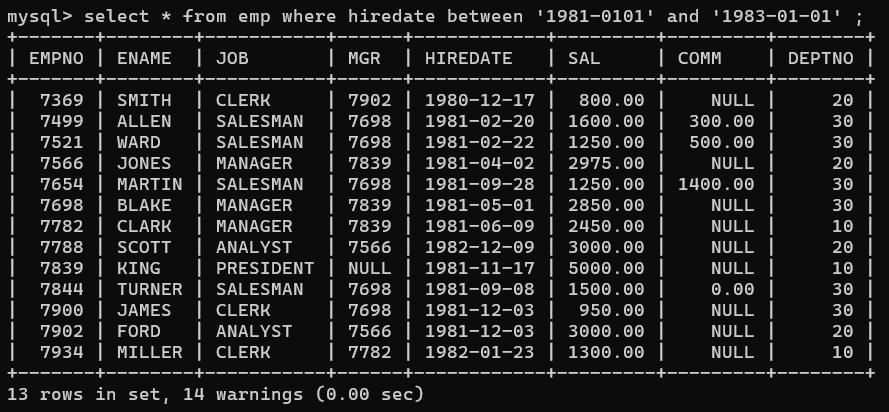 mysql> select * from emp where hiredate between '1981-0101' and '1983-01-01' ;
+-------+--------+-----------+------+------------+---------+---------+--------+
| EMPNO | ENAME  | JOB       | MGR  | HIREDATE   | SAL     | COMM    | DEPTNO |
+-------+--------+-----------+------+------------+---------+---------+--------+
|  7369 | SMITH  | CLERK     | 7902 | 1980-12-17 |  800.00 |    NULL |     20 |
|  7499 | ALLEN  | SALESMAN  | 7698 | 1981-02-20 | 1600.00 |  300.00 |     30 |
|  7521 | WARD   | SALESMAN  | 7698 | 1981-02-22 | 1250.00 |  500.00 |     30 |
|  7566 | JONES  | MANAGER   | 7839 | 1981-04-02 | 2975.00 |    NULL |     20 |
|  7654 | MARTIN | SALESMAN  | 7698 | 1981-09-28 | 1250.00 | 1400.00 |     30 |
|  7698 | BLAKE  | MANAGER   | 7839 | 1981-05-01 | 2850.00 |    NULL |     30 |
|  7782 | CLARK  | MANAGER   | 7839 | 1981-06-09 | 2450.00 |    NULL |     10 |
|  7788 | SCOTT  | ANALYST   | 7566 | 1982-12-09 | 3000.00 |    NULL |     20 |
|  7839 | KING   | PRESIDENT | NULL | 1981-11-17 | 5000.00 |    NULL |     10 |
|  7844 | TURNER | SALESMAN  | 7698 | 1981-09-08 | 1500.00 |    0.00 |     30 |
|  7900 | JAMES  | CLERK     | 7698 | 1981-12-03 |  950.00 |    NULL |     30 |
|  7902 | FORD   | ANALYST   | 7566 | 1981-12-03 | 3000.00 |    NULL |     20 |
|  7934 | MILLER | CLERK     | 7782 | 1982-01-23 | 1300.00 |    NULL |     10 |
+-------+--------+-----------+------+------------+---------+---------+--------+
13 rows in set, 14 warnings (0.00 sec)